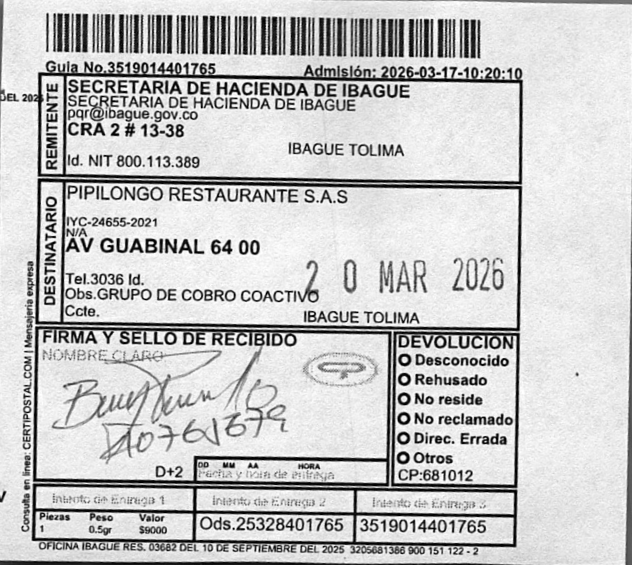 Guia No.3519014401765
Admisión: 2026-03-17-10:20:10
DEL 2025
REMITENTE
SECRETARIA DE HACIENDA DE IBAGUE
SECRETARIA DE HACIENDA DE IBAGUE
pqr@ibague.gov.co
CRA 2 # 13-38
IBAGUE TOLIMA
Id. NIT 800.113.389
DESTINATARIO
PIPILONGO RESTAURANTE S.A.S
IYC-24655-2021
N/A
AV GUABINAL 64 00
20 MAR 2026
Tel.3036 Id.
Obs.GRUPO DE COBRO COACTIVO
Ccte.
IBAGUE TOLIMA
FIRMA Y SELLO DE RECIBIDO
NOMBRE CLARO
D+2
DD MM AA HORA
Fecha y hora de entrega
DEVOLUCION
Desconocido
Rehusado
No reside
No reclamado
Direc. Errada
Otros
CP:681012
Intento de Entrega 1
Intento de Entrega 2
Intento de Entrega 3
Piezas Peso Valor
1 0.5gr $9000
Ods.25328401765
3519014401765
OFICINA IBAGUE RES. 03682 DEL 10 DE SEPTIEMBRE DEL 2025 3205681386 900 151 122 - 2
Consulta en linea: CERTIPOSTAL.COM | Mensajeria expresa